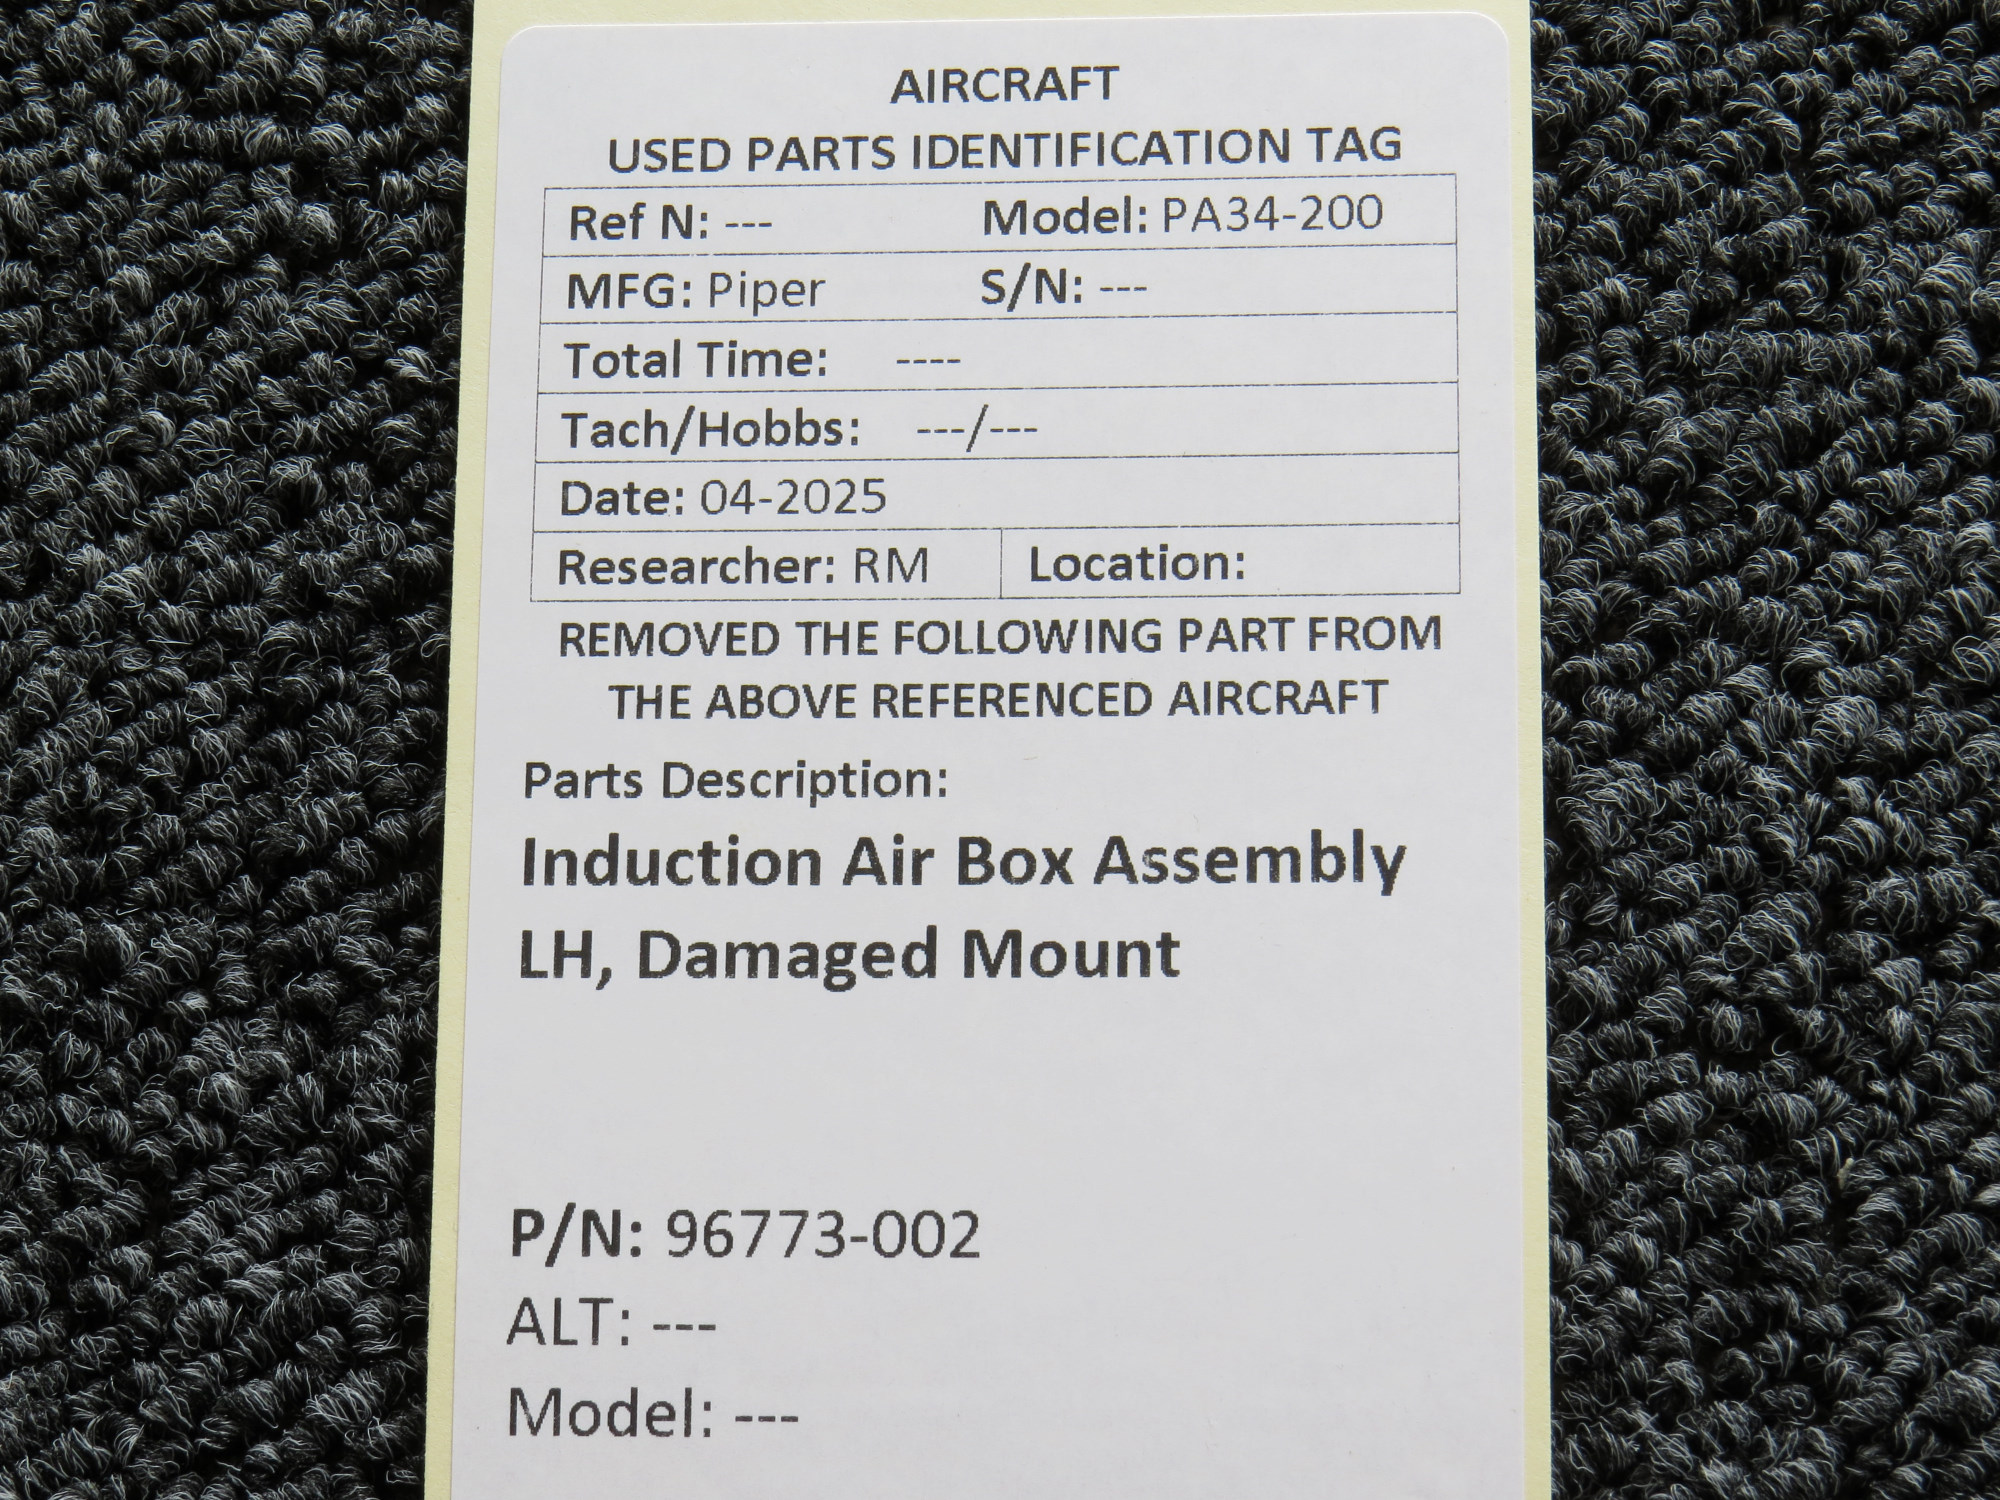 AIRCRAFT
USED PARTS IDENTIFICATION TAG
Ref N: --- Model: PA34-200
MFG: Piper S/N: ---
Total Time: ----
Tach/Hobbs: ---/---
Date: 04-2025
Researcher: RM Location:
REMOVED THE FOLLOWING PART FROM
THE ABOVE REFERENCED AIRCRAFT
Parts Description:
Induction Air Box Assembly
LH, Damaged Mount
P/N: 96773-002
ALT: ---
Model: ---